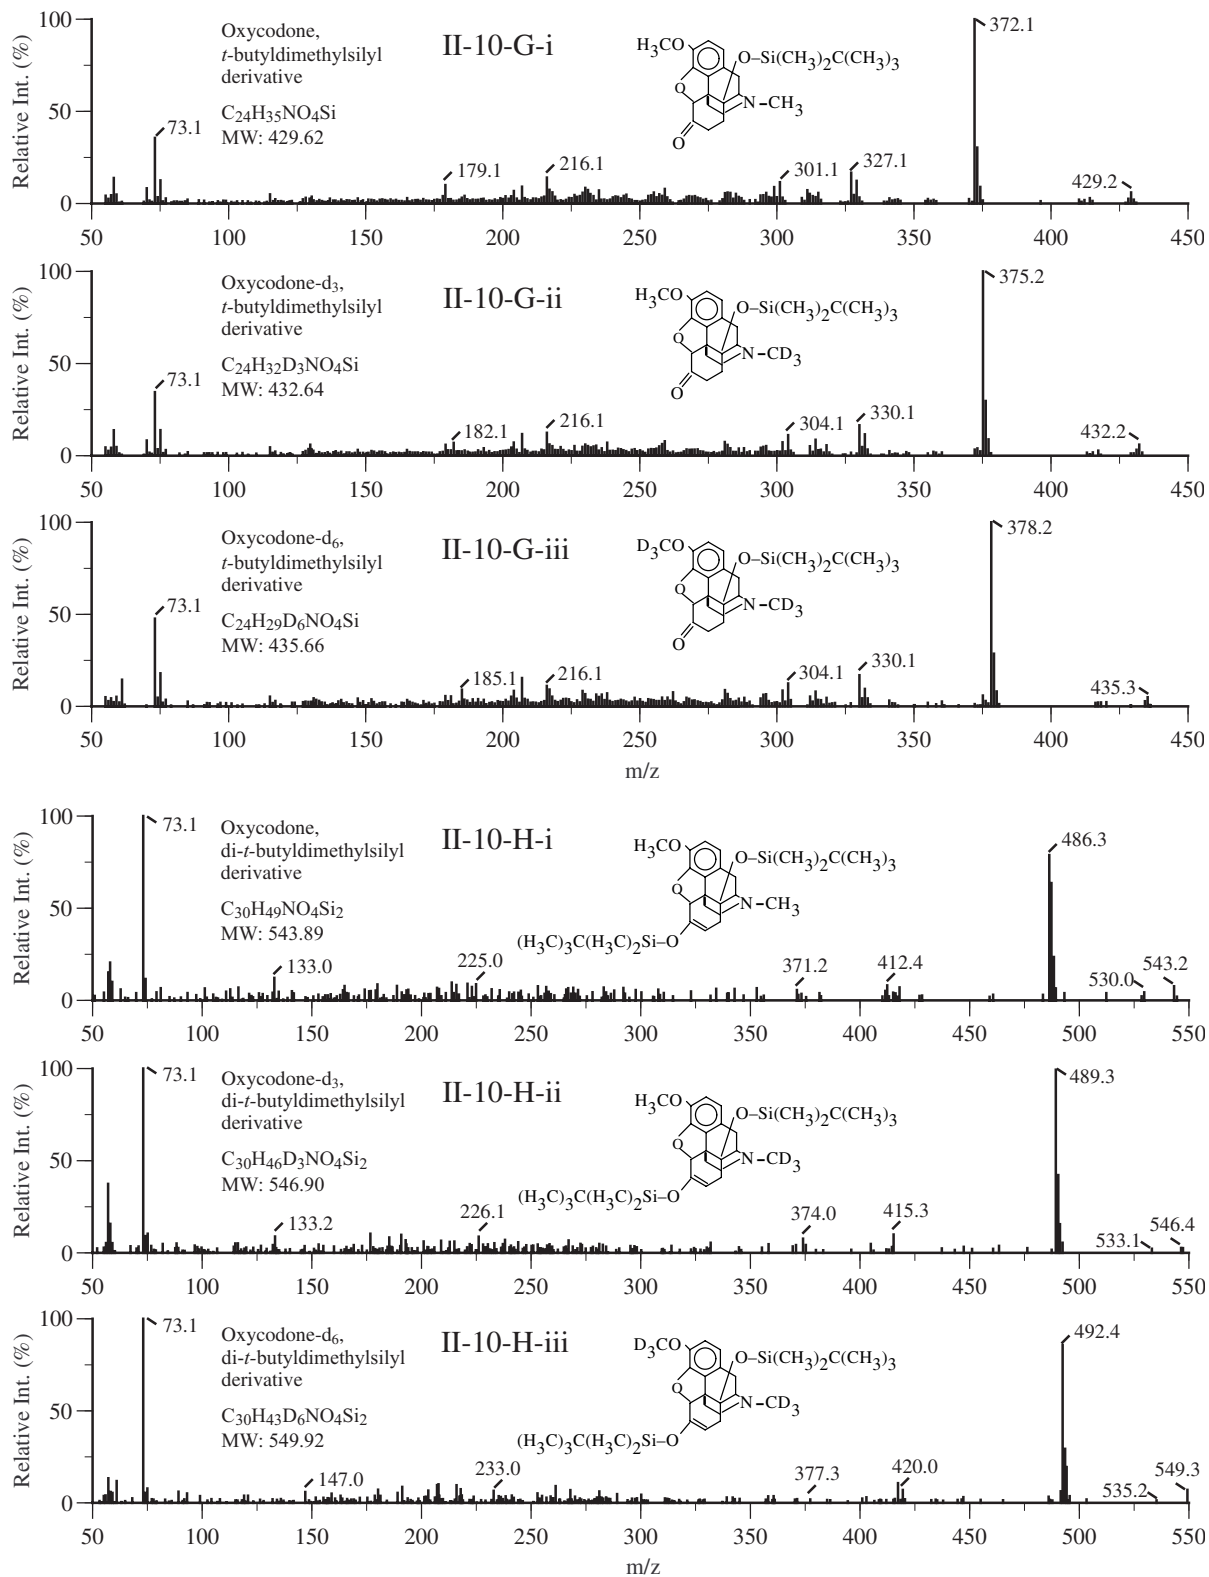 Relative Int. (%)
100
50
0
Oxycodone,
t-butyldimethylsilyl
derivative
C24H35NO4Si
MW: 429.62
II-10-G-i
H3CO
O–Si(CH3)2C(CH3)3
O
N–CH3
O
73.1
179.1
216.1
301.1
327.1
372.1
429.2
50 100 150 200 250 300 350 400 450
Relative Int. (%)
100
50
0
Oxycodone-d3,
t-butyldimethylsilyl
derivative
C24H32D3NO4Si
MW: 432.64
II-10-G-ii
H3CO
O–Si(CH3)2C(CH3)3
O
N–CD3
O
73.1
182.1
216.1
304.1
330.1
375.2
432.2
50 100 150 200 250 300 350 400 450
Relative Int. (%)
100
50
0
Oxycodone-d6,
t-butyldimethylsilyl
derivative
C24H29D6NO4Si
MW: 435.66
II-10-G-iii
D3CO
O–Si(CH3)2C(CH3)3
O
N–CD3
O
73.1
185.1
216.1
304.1
330.1
378.2
435.3
50 100 150 200 250 300 350 400 450
m/z
Relative Int. (%)
100
50
0
Oxycodone,
di-t-butyldimethylsilyl
derivative
C30H49NO4Si2
MW: 543.89
II-10-H-i
H3CO
O–Si(CH3)2C(CH3)3
O
N–CH3
(H3C)3C(H3C)2Si–O
73.1
133.0
225.0
371.2
412.4
486.3
530.0
543.2
50 100 150 200 250 300 350 400 450 500 550
Relative Int. (%)
100
50
0
Oxycodone-d3,
di-t-butyldimethylsilyl
derivative
C30H46D3NO4Si2
MW: 546.90
II-10-H-ii
H3CO
O–Si(CH3)2C(CH3)3
O
N–CD3
(H3C)3C(H3C)2Si–O
73.1
133.2
226.1
374.0
415.3
489.3
533.1
546.4
50 100 150 200 250 300 350 400 450 500 550
Relative Int. (%)
100
50
0
Oxycodone-d6,
di-t-butyldimethylsilyl
derivative
C30H43D6NO4Si2
MW: 549.92
II-10-H-iii
D3CO
O–Si(CH3)2C(CH3)3
O
N–CD3
(H3C)3C(H3C)2Si–O
73.1
147.0
233.0
377.3
420.0
492.4
535.2
549.3
50 100 150 200 250 300 350 400 450 500 550
m/z